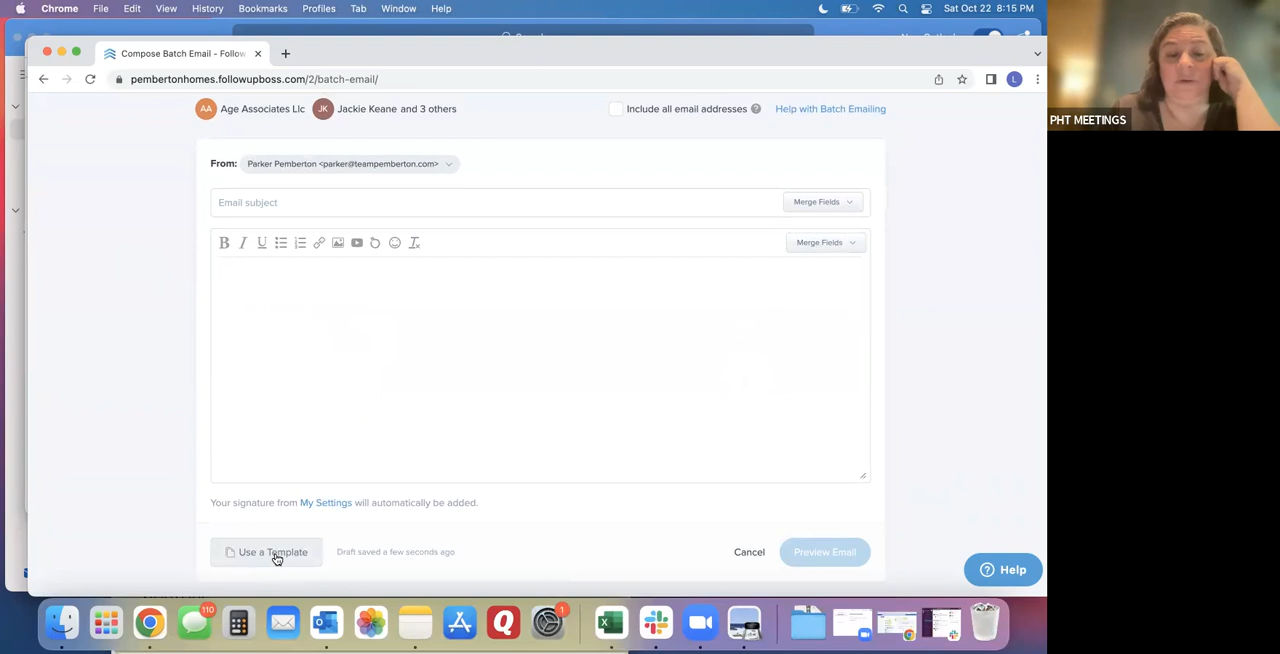 Chrome File Edit View History Bookmarks Profiles Tab Window Help Sat Oct 22 8:15 PM
Compose Batch Email - Follow
pembertonhomes.followupboss.com/2/batch-email/
L
AA Age Associates Llc JK Jackie Keane and 3 others Include all email addresses ? Help with Batch Emailing
PHT MEETINGS
From: Parker Pemberton <parker@teampemberton.com>
Email subject Merge Fields
B I U Merge Fields
Your signature from My Settings will automatically be added.
Use a Template Draft saved a few seconds ago Cancel Preview Email
? Help
110
1